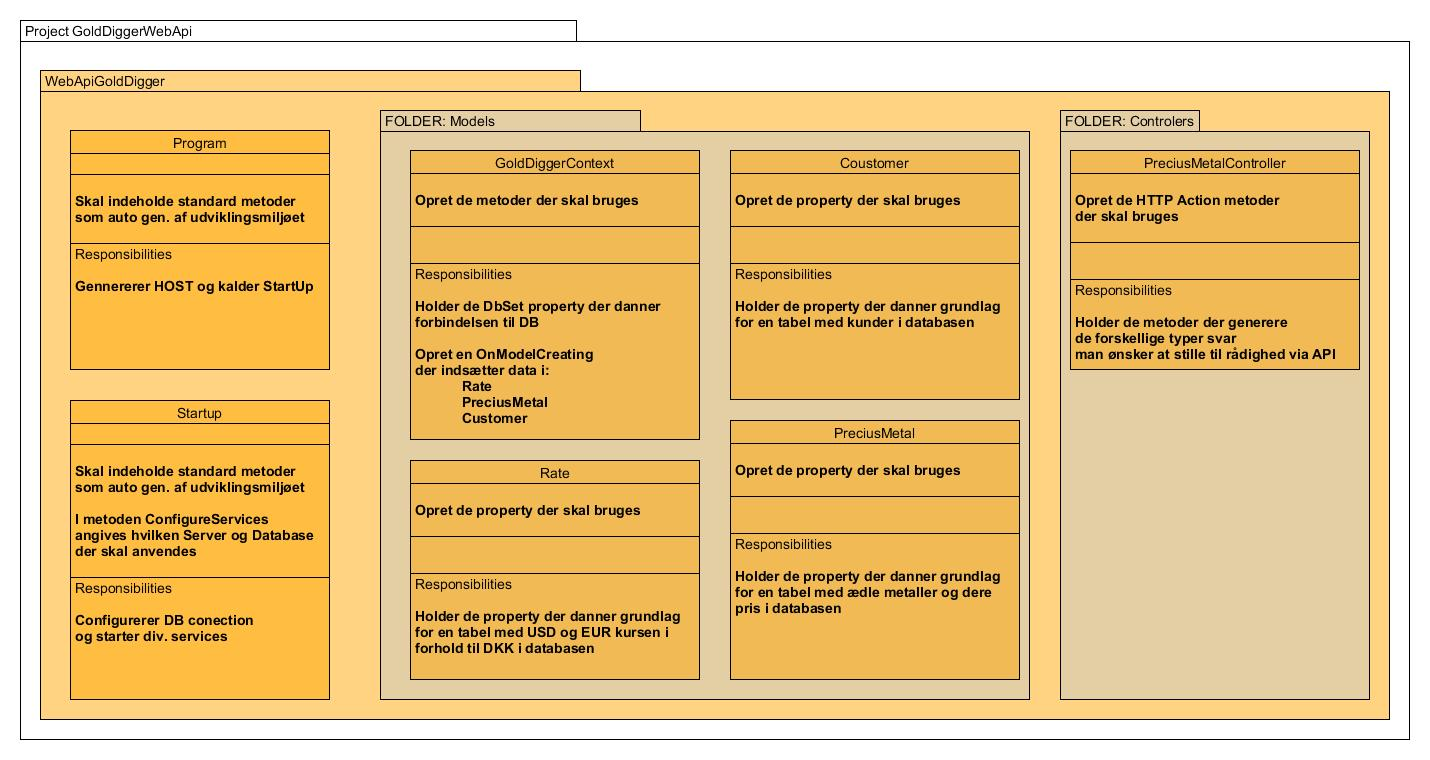 Project GoldDiggerWebApi
WebApiGoldDigger
Program
Skal indeholde standard metoder
som auto gen. af udviklingsmiljøet
Responsibilities
Gennererer HOST og kalder StartUp
Startup
Skal indeholde standard metoder
som auto gen. af udviklingsmiljøet
I metoden ConfigureServices
angives hvilken Server og Database
der skal anvendes
Responsibilities
Configurerer DB conection
og starter div. services
FOLDER: Models
GoldDiggerContext
Opret de metoder der skal bruges
Responsibilities
Holder de DbSet property der danner
forbindelsen til DB
Opret en OnModelCreating
der indsætter data i:
Rate
PreciusMetal
Customer
Rate
Opret de property der skal bruges
Responsibilities
Holder de property der danner grundlag
for en tabel med USD og EUR kursen i
forhold til DKK i databasen
Coustomer
Opret de property der skal bruges
Responsibilities
Holder de property der danner grundlag
for en tabel med kunder i databasen
PreciusMetal
Opret de property der skal bruges
Responsibilities
Holder de property der danner grundlag
for en tabel med ædle metaller og dere
pris i databasen
FOLDER: Controlers
PreciusMetalController
Opret de HTTP Action metoder
der skal bruges
Responsibilities
Holder de metoder der generere
de forskellige typer svar
man ønsker at stille til rådighed via API